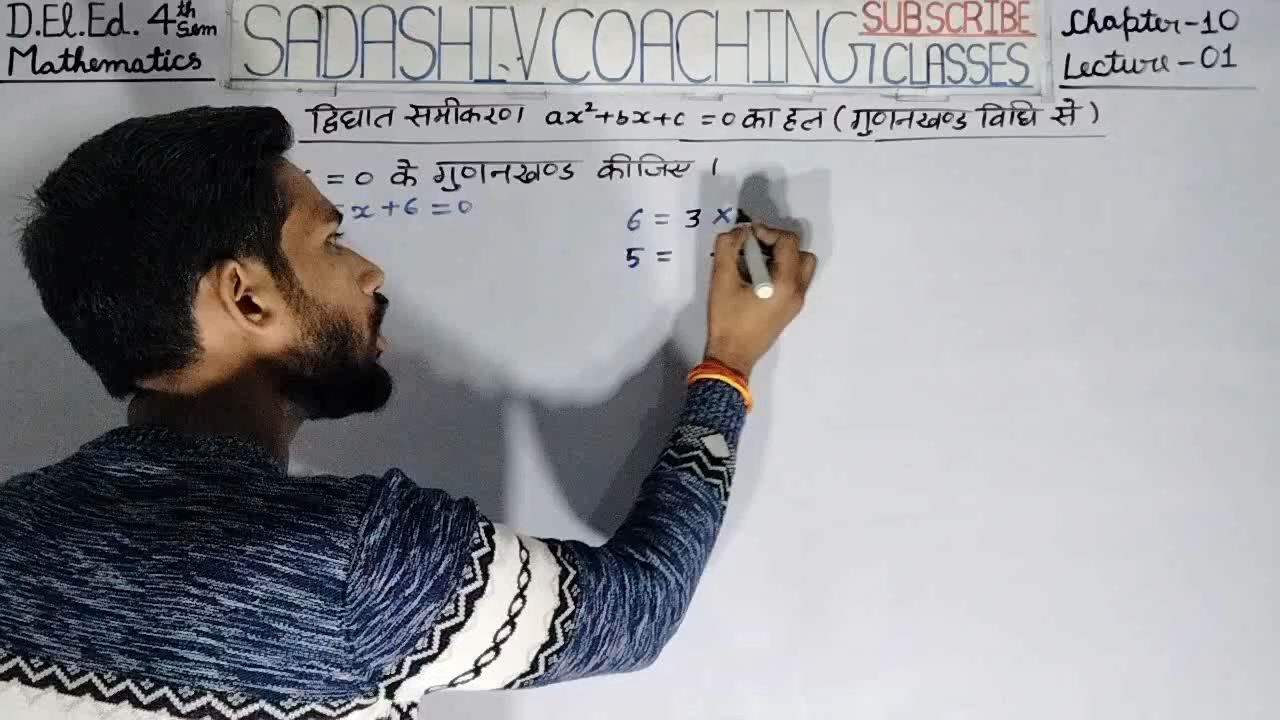 D.El.Ed. 4th Sem
Mathematics
SADASHIV COACHING CLASSES
SUBSCRIBE
Chapter-10
Lecture-01
द्विघात समीकरण ax²+bx+c=0 का हल (गुणनखण्ड विधि से)
= 0 के गुणनखण्ड कीजिए ।
x + 6 = 0
6 = 3 ×
5 =